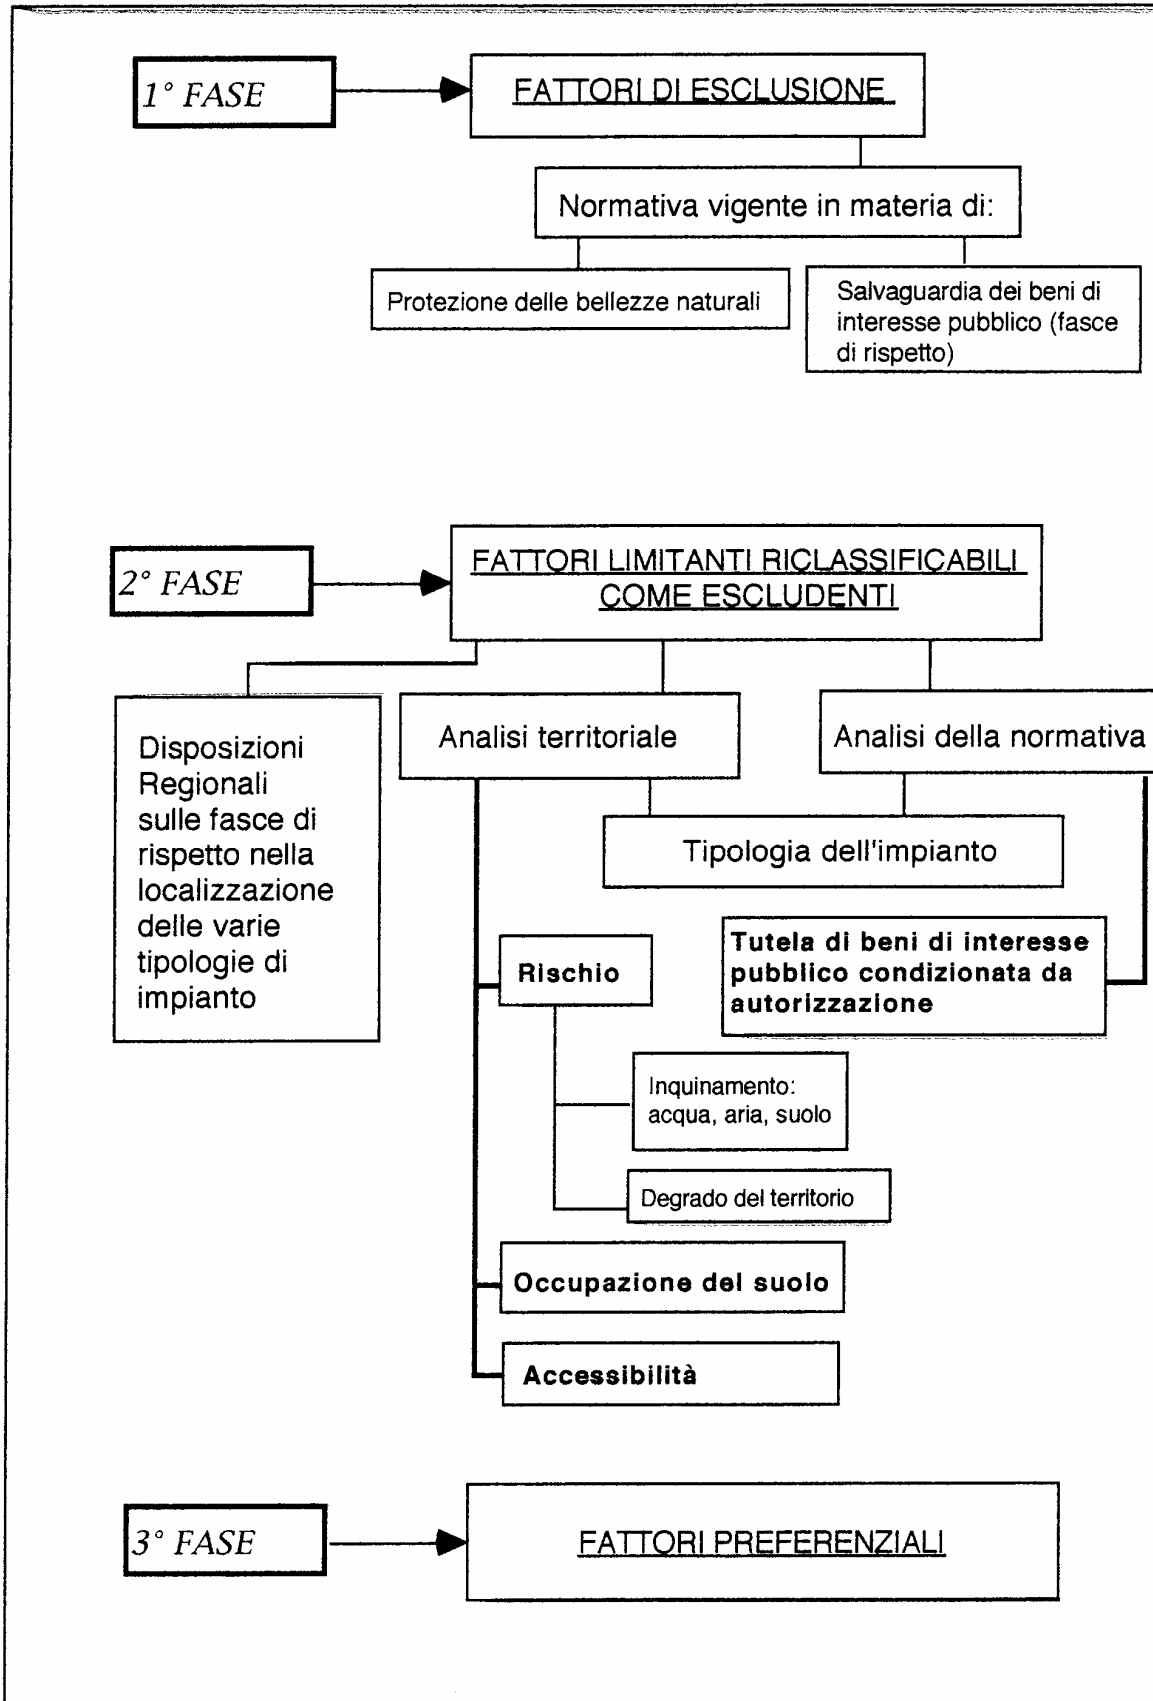 1° FASE
FATTORI DI ESCLUSIONE
Normativa vigente in materia di:
Protezione delle bellezze naturali
Salvaguardia dei beni di
interesse pubblico (fasce
di rispetto)
2° FASE
FATTORI LIMITANTI RICLASSIFICABILI
COME ESCLUDENTI
Disposizioni
Regionali
sulle fasce di
rispetto nella
localizzazione
delle varie
tipologie di
impianto
Analisi territoriale
Analisi della normativa
Tipologia dell'impianto
Rischio
Tutela di beni di interesse
pubblico condizionata da
autorizzazione
Inquinamento:
acqua, aria, suolo
Degrado del territorio
Occupazione del suolo
Accessibilità
3° FASE
FATTORI PREFERENZIALI